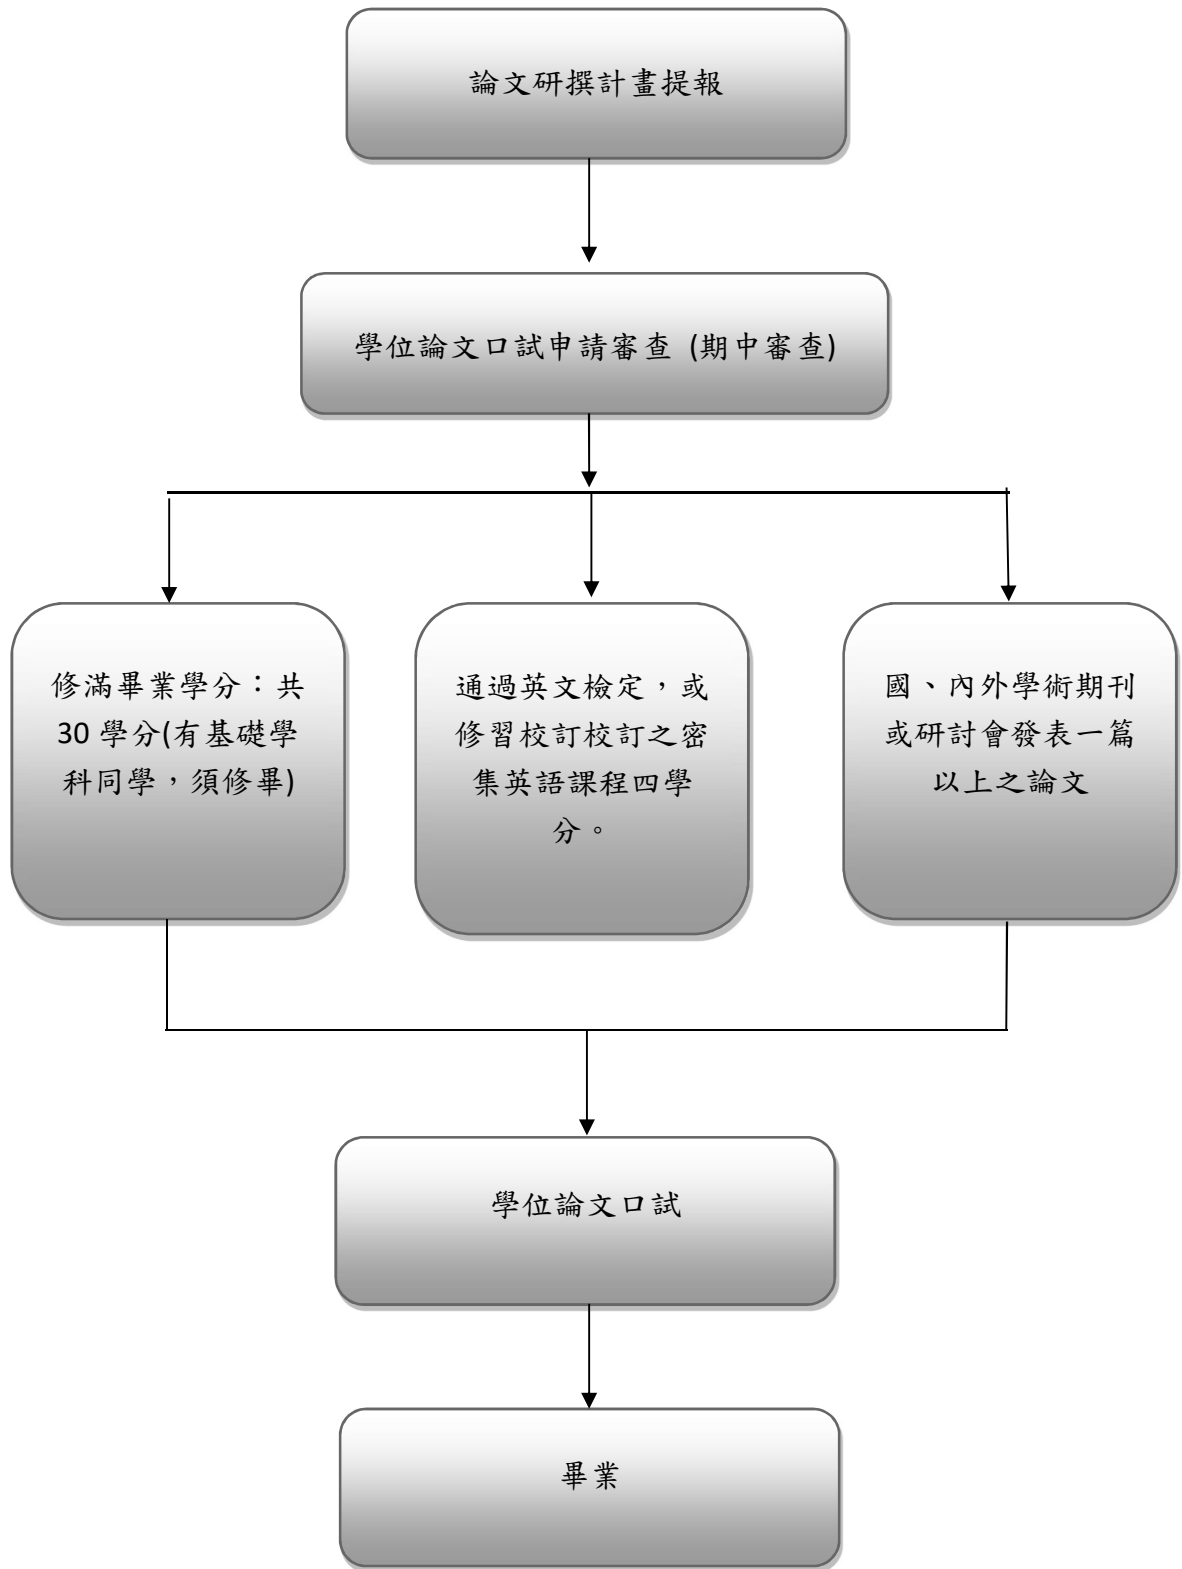 論文研撰計畫提報
學位論文口試申請審查 (期中審查)
修滿畢業學分：共
30 學分(有基礎學
科同學，須修畢)
通過英文檢定，或
修習校訂校訂之密
集英語課程四學
分。
國、內外學術期刊
或研討會發表一篇
以上之論文
學位論文口試
畢業